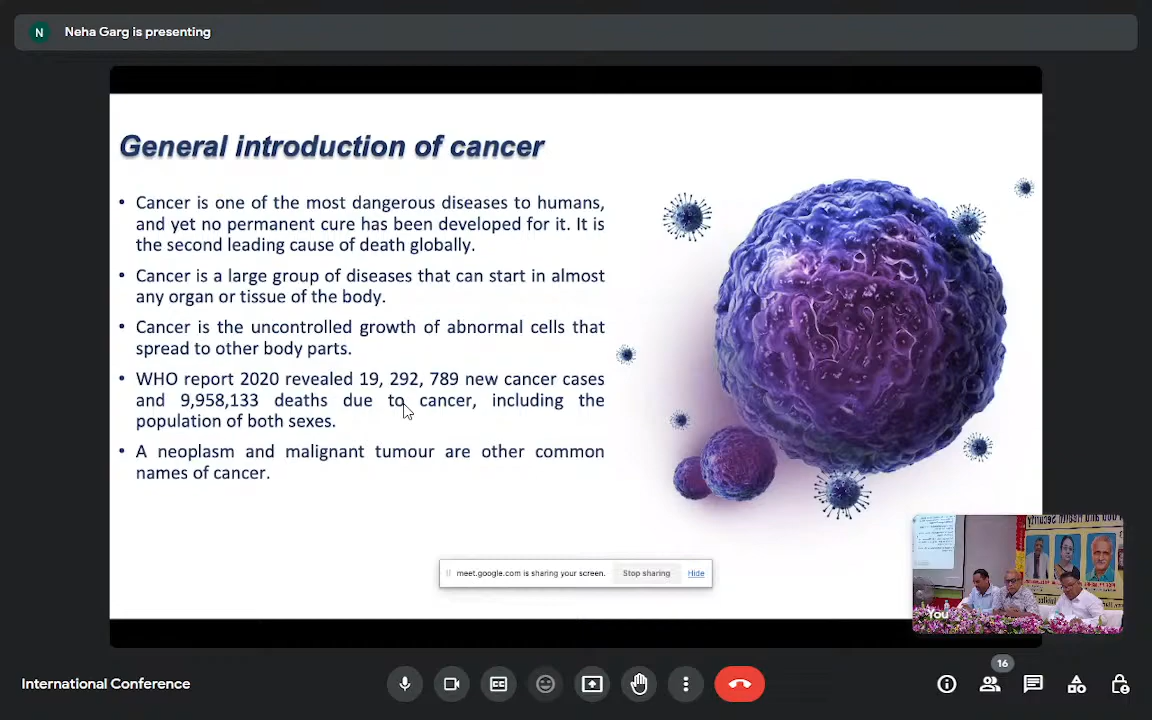 N Neha Garg is presenting
General introduction of cancer
• Cancer is one of the most dangerous diseases to humans,
and yet no permanent cure has been developed for it. It is
the second leading cause of death globally.
• Cancer is a large group of diseases that can start in almost
any organ or tissue of the body.
• Cancer is the uncontrolled growth of abnormal cells that
spread to other body parts.
• WHO report 2020 revealed 19, 292, 789 new cancer cases
and 9,958,133 deaths due to cancer, including the
population of both sexes.
• A neoplasm and malignant tumour are other common
names of cancer.
meet.google.com is sharing your screen. Stop sharing Hide
You
International Conference
16